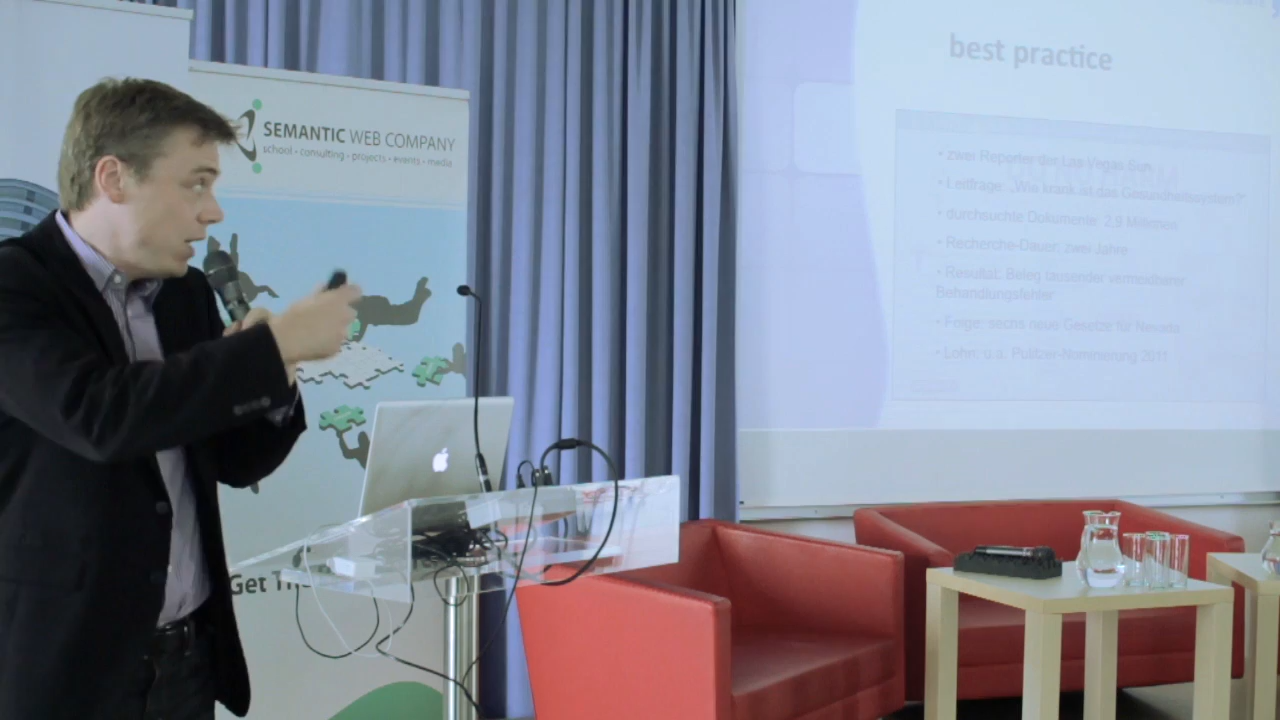 SEMANTIC WEB COMPANY
school • consulting • projects • events • media
Get The
best practice
• zwei Reporter der Las Vegas Sun
• Leitfrage: „Wie krank ist das Gesundheitssystem?"
• durchsuchte Dokumente: 2,9 Millionen
• Recherche-Dauer: zwei Jahre
• Resultat: Beleg tausender vermeidbarer
Behandlungsfehler
• Folge: sechs neue Gesetze für Nevada
• Lohn: u.a. Pulitzer-Nominierung 2011